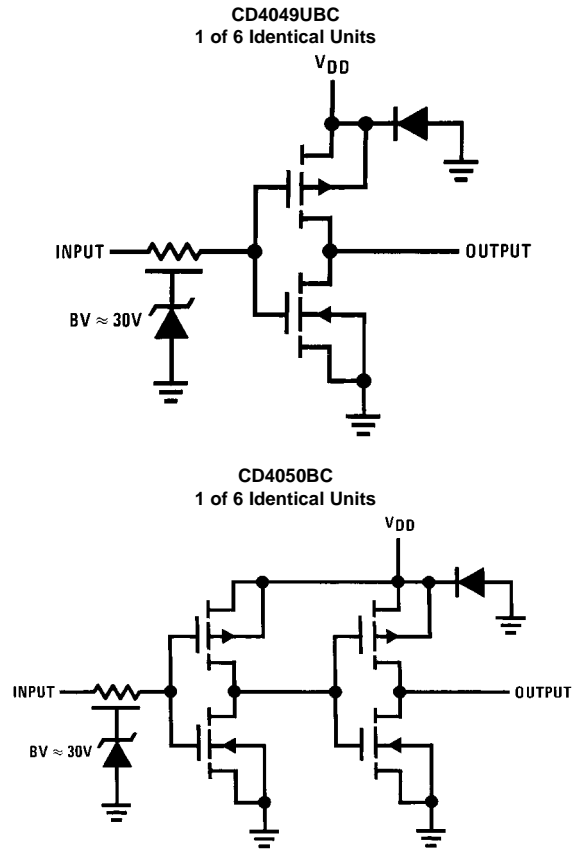 CD4049UBC
1 of 6 Identical Units
VDD
INPUT
OUTPUT
BV ≈ 30V
CD4050BC
1 of 6 Identical Units
VDD
INPUT
OUTPUT
BV ≈ 30V